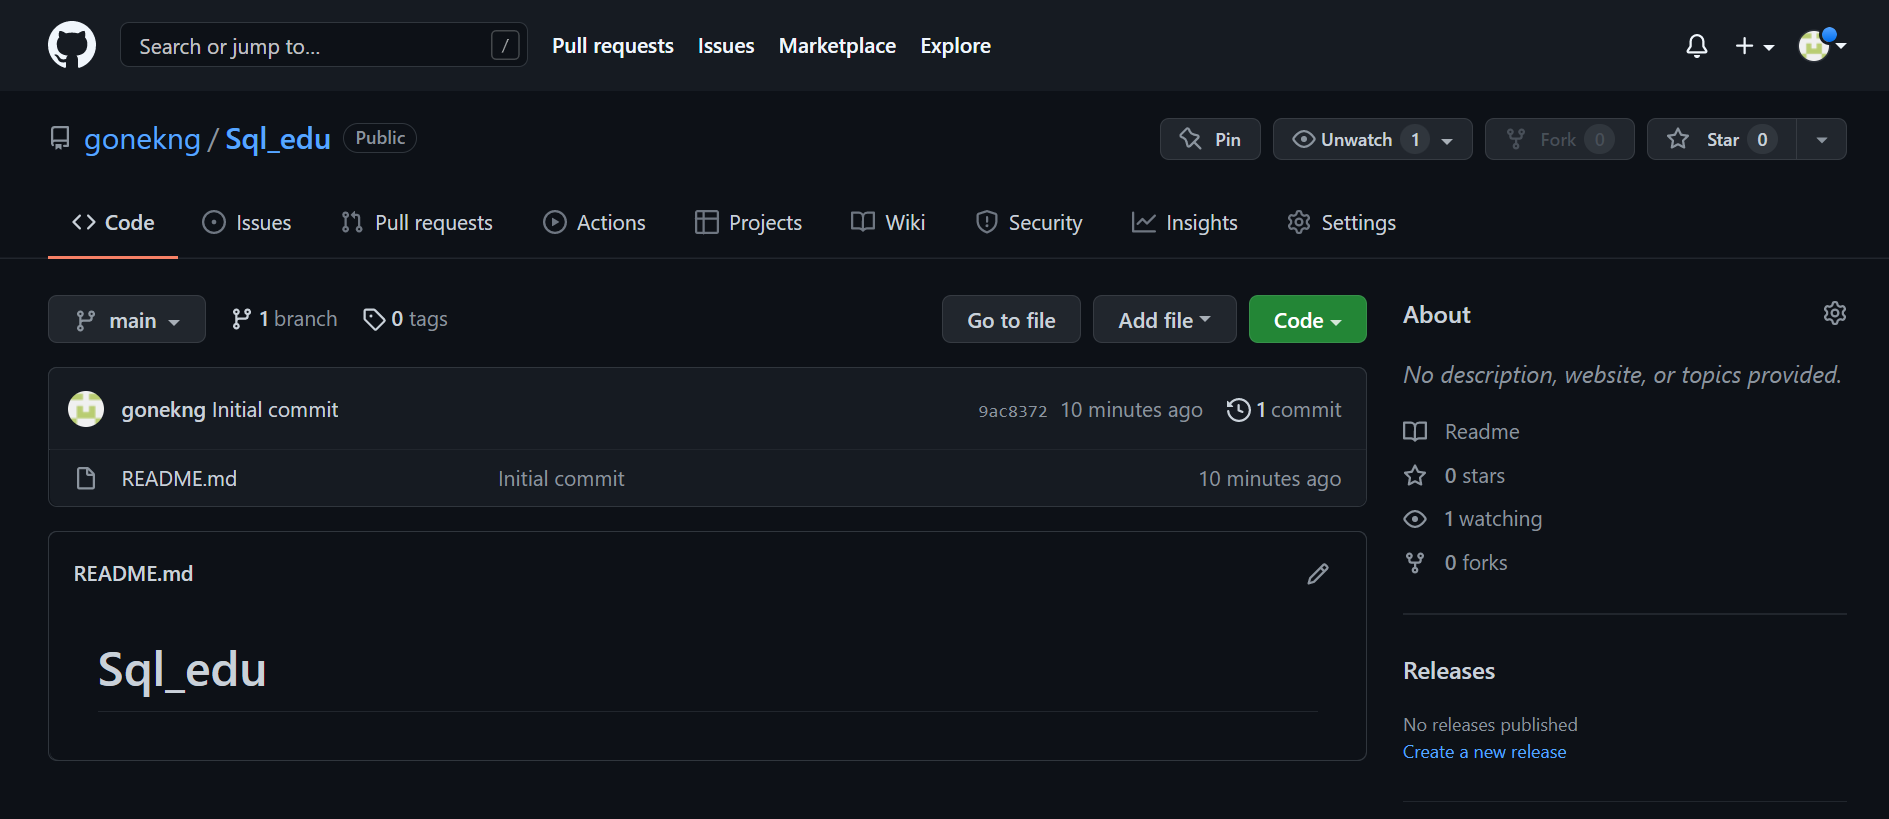 Search or jump to... /
Pull requests Issues Marketplace Explore
gonekng / Sql_edu Public
Pin Unwatch 1 Fork 0 Star 0
Code Issues Pull requests Actions Projects Wiki Security Insights Settings
main 1 branch 0 tags Go to file Add file Code
gonekng Initial commit 9ac8372 10 minutes ago 1 commit
README.md Initial commit 10 minutes ago
README.md
Sql_edu
About
No description, website, or topics provided.
Readme
0 stars
1 watching
0 forks
Releases
No releases published
Create a new release